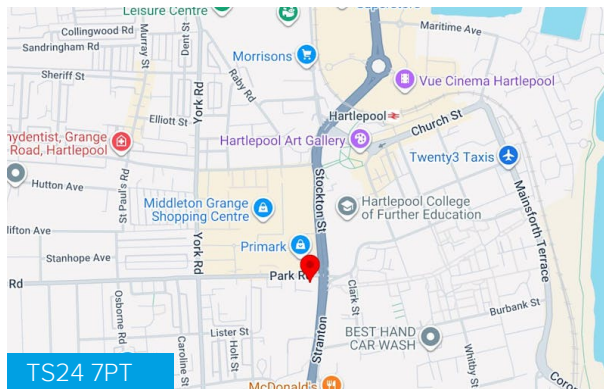 Leisure Centre
Superstore
Collingwood Rd
Maritime Ave
Sandringham Rd
Murray St
Dent St
Morrisons
Sheriff St
York Rd
Raby Rd
Vue Cinema Hartlepool
Elliott St
Hartlepool
Church St
nydentist, Grange
Road, Hartlepool
Hartlepool Art Gallery
Twenty3 Taxis
Hutton Ave
St Paul's Rd
Stockton St
Mainsforth Terrace
Middleton Grange
Shopping Centre
Hartlepool College
of Further Education
lifton Ave
York Rd
Primark
Stanhope Ave
Rd
Park R
Clark St
Osborne Rd
Burbank St
Lister St
Caroline St
Holt St
Stranton
BEST HAND
CAR WASH
Whitby St
TS24 7PT
McDonald's
Coro